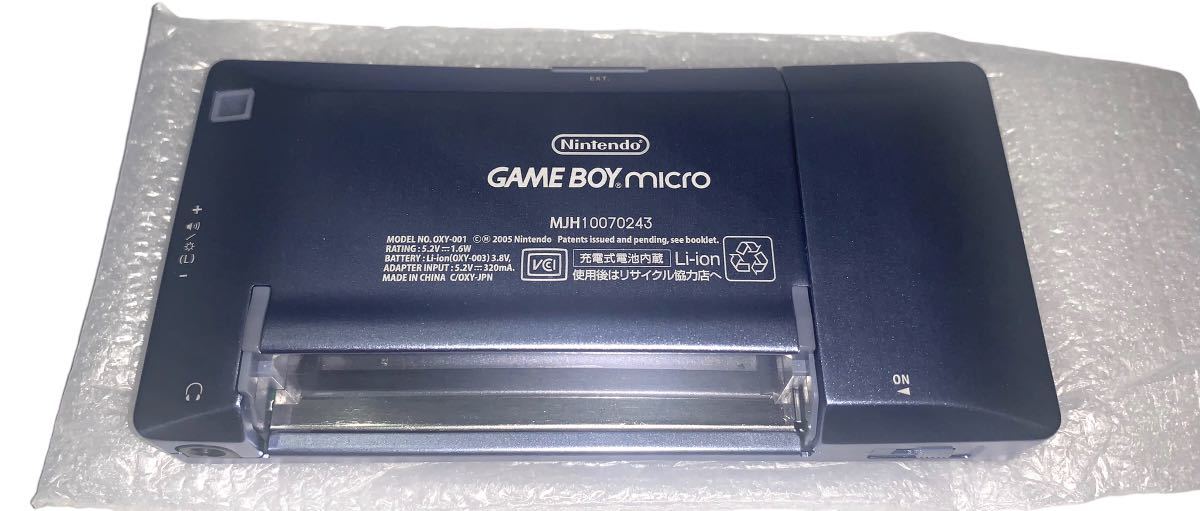 EXT.
Nintendo®
GAME BOY® micro
MJH10070243
MODEL NO. OXY-001 ©Ⓜ 2005 Nintendo Patents issued and pending, see booklet.
RATING : 5.2V⎓1.6W
BATTERY : Li-ion(OXY-003) 3.8V,
ADAPTER INPUT : 5.2V⎓320mA.
MADE IN CHINA C/OXY-JPN
VCI
充電式電池内蔵 Li-ion
使用後はリサイクル協力店へ
+
/
(L)
−
ON